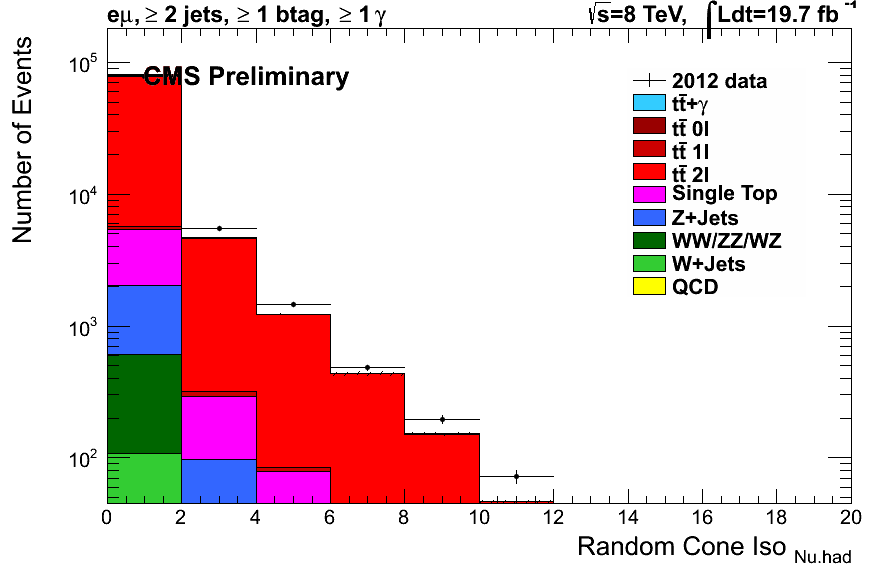 eμ, ≥ 2 jets, ≥ 1 btag, ≥ 1 γ
√s=8 TeV, ∫Ldt=19.7 fb⁻¹
CMS Preliminary
Number of Events
10⁵
10⁴
10³
10²
2012 data
tt̄+γ
tt̄ 0l
tt̄ 1l
tt̄ 2l
Single Top
Z+Jets
WW/ZZ/WZ
W+Jets
QCD
0 2 4 6 8 10 12 14 16 18 20
Random Cone Iso Nu.had